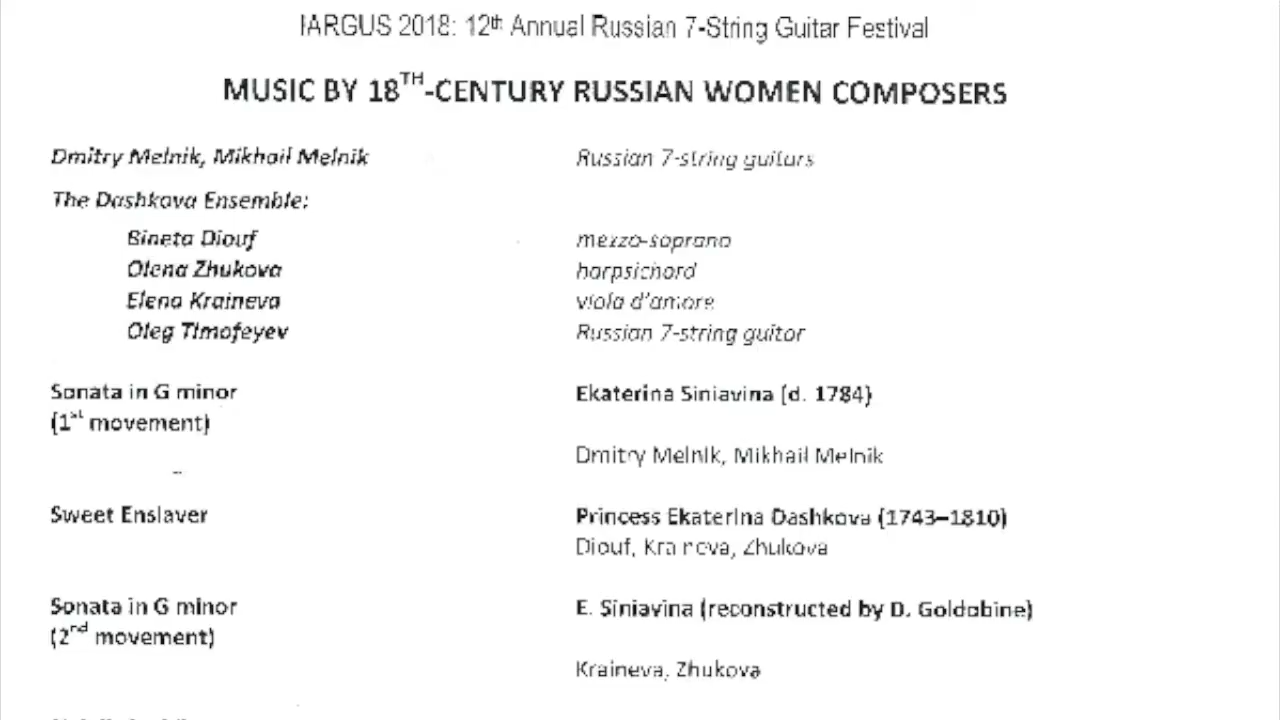 IARGUS 2018: 12th Annual Russian 7-String Guitar Festival
MUSIC BY 18TH-CENTURY RUSSIAN WOMEN COMPOSERS
Dmitry Melnik, Mikhail Melnik Russian 7-string guitars
The Dashkova Ensemble:
Bineta Diouf mezzo-soprano
Olena Zhukova harpsichord
Elena Kraineva viola d'amore
Oleg Timofeyev Russian 7-string guitar
Sonata in G minor Ekaterina Siniavina (d. 1784)
(1st movement)
Dmitry Melnik, Mikhail Melnik
Sweet Enslaver Princess Ekaterina Dashkova (1743–1810)
Diouf, Kraineva, Zhukova
Sonata in G minor E. Siniavina (reconstructed by D. Goldobine)
(2nd movement)
Kraineva, Zhukova